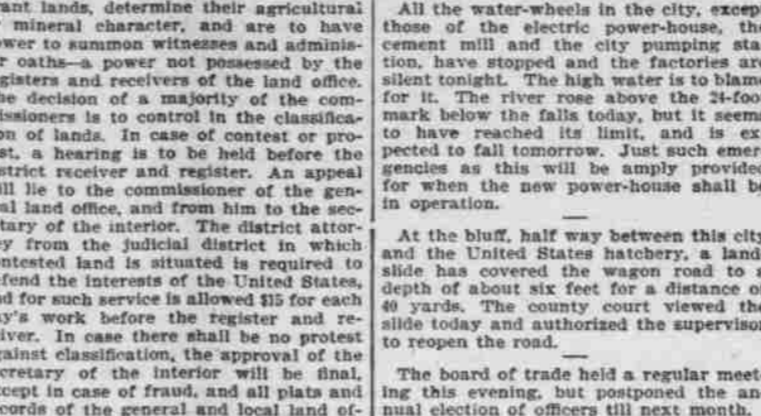 ant lands, determine their agricultural
mineral character, and are to have
wer to summon witnesses and adminis-
r oaths—a power not possessed by the
gisters and receivers of the land office.
he decision of a majority of the com-
issioners is to control in the classifica-
on of lands. In case of contest or pro-
st, a hearing is to be held before the
strict receiver and register. An appeal
ill lie to the commissioner of the gen-
al land office, and from him to the sec-
tary of the interior. The district attor-
ey from the judicial district in which
ntested land is situated is required to
fend the interests of the United States,
nd for such service is allowed $15 for each
ay's work before the register and re-
iver. In case there shall be no protest
gainst classification, the approval of the
cretary of the interior will be final,
cept in case of fraud, and all plats and
cords of the general and local land of-
All the water-wheels in the city, excep
those of the electric power-house, the
cement mill and the city pumping sta
tion, have stopped and the factories are
silent tonight. The high water is to blame
for it. The river rose above the 24-foo
mark below the falls today, but it seems
to have reached its limit, and is ex
pected to fall tomorrow. Just such emer
gencies as this will be amply provided
for when the new power-house shall be
in operation.
At the bluff, half way between this city
and the United States hatchery, a land
slide has covered the wagon road to a
depth of about six feet for a distance of
40 yards. The county court viewed the
slide today and authorized the supervisor
to reopen the road.
The board of trade held a regular meet
ing this evening, but postponed the an
nual election of officers till next month.